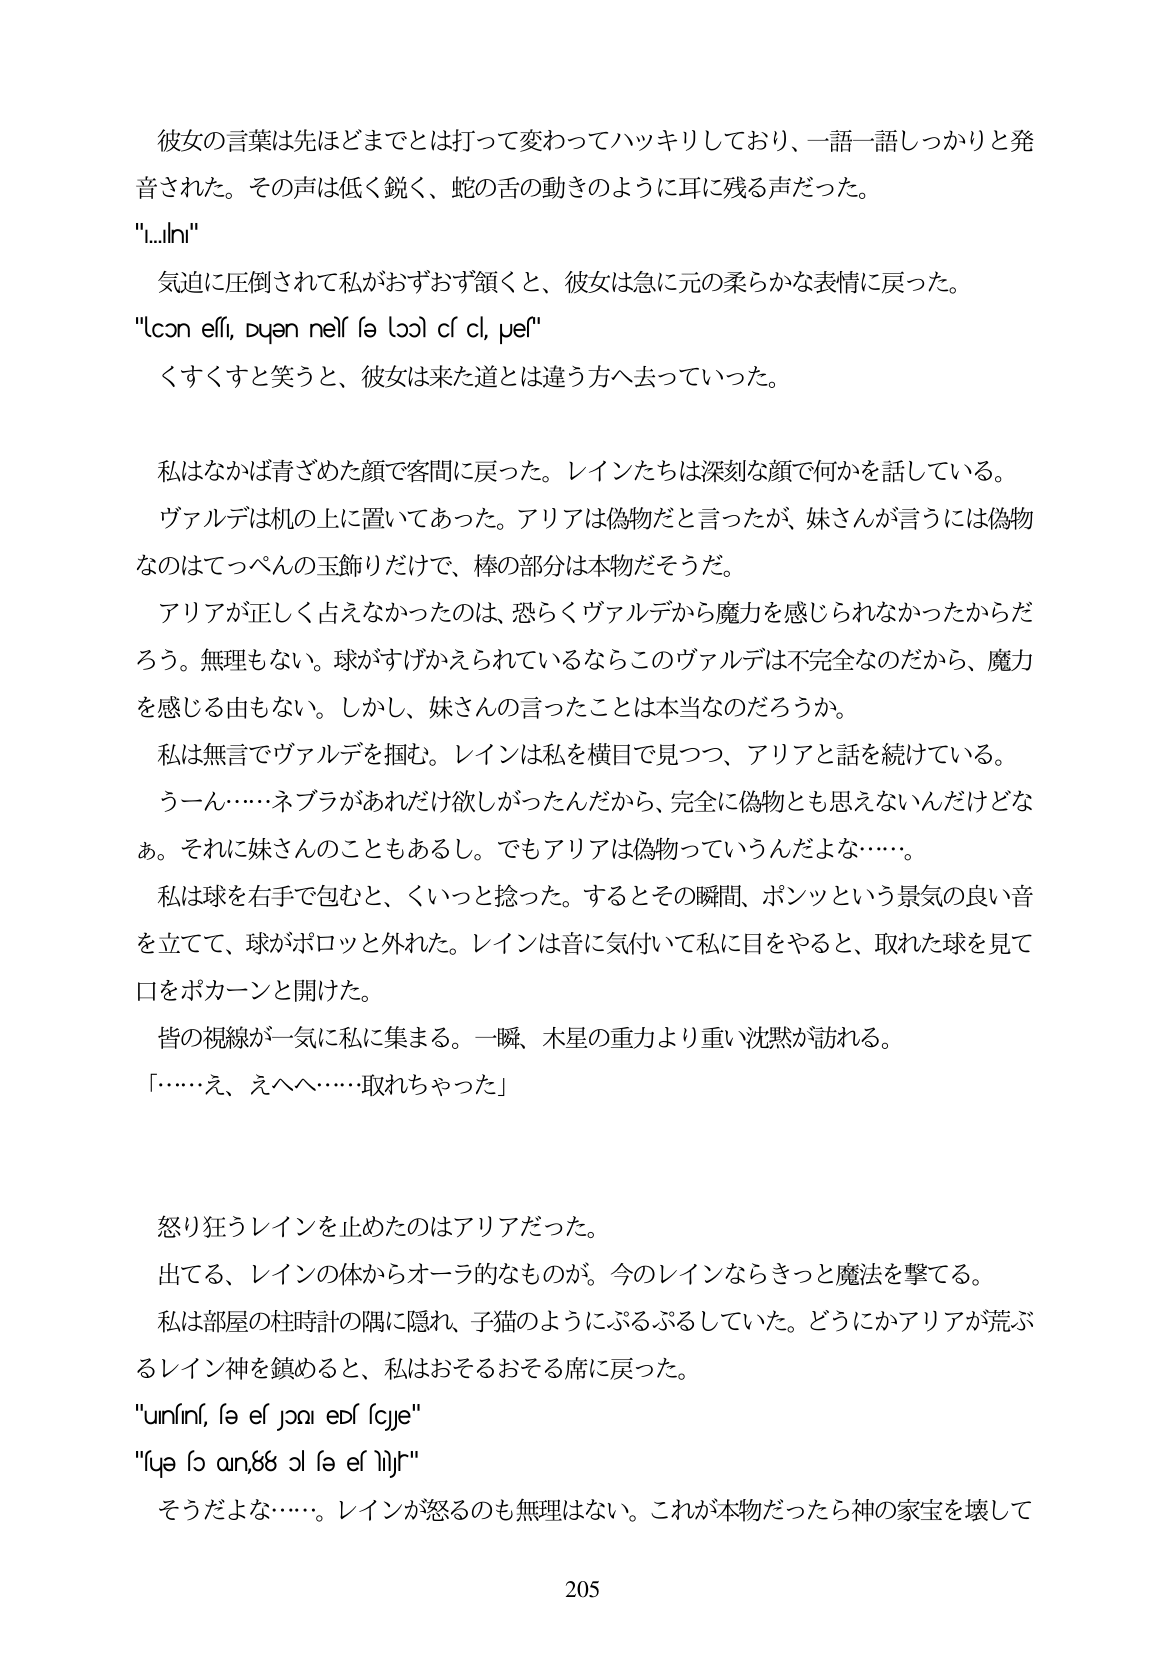 彼女の言葉は先ほどまでとは打って変わってハッキリしており、一語一語しっかりと発
音された。その声は低く鋭く、蛇の舌の動きのように耳に残る声だった。
気迫に圧倒されて私がおずおず頷くと、彼女は急に元の柔らかな表情に戻った。
くすくすと笑うと、彼女は来た道とは違う方へ去っていった。
私はなかば青ざめた顔で客間に戻った。レインたちは深刻な顔で何かを話している。
ヴァルデは机の上に置いてあった。アリアは偽物だと言ったが、妹さんが言うには偽物
なのはてっぺんの玉飾りだけで、棒の部分は本物だそうだ。
アリアが正しく占えなかったのは、恐らくヴァルデから魔力を感じられなかったからだ
ろう。無理もない。球がすげかえられているならこのヴァルデは不完全なのだから、魔力
を感じる由もない。しかし、妹さんの言ったことは本当なのだろうか。
私は無言でヴァルデを掴む。レインは私を横目で見つつ、アリアと話を続けている。
うーん……ネブラがあれだけ欲しがったんだから、完全に偽物とも思えないんだけどな
ぁ。それに妹さんのこともあるし。でもアリアは偽物っていうんだよな……。
私は球を右手で包むと、くいっと捻った。するとその瞬間、ポンッという景気の良い音
を立てて、球がポロッと外れた。レインは音に気付いて私に目をやると、取れた球を見て
口をポカーンと開けた。
皆の視線が一気に私に集まる。一瞬、木星の重力より重い沈黙が訪れる。
「……え、えへへ……取れちゃった」
怒り狂うレインを止めたのはアリアだった。
出てる、レインの体からオーラ的なものが。今のレインならきっと魔法を撃てる。
私は部屋の柱時計の隅に隠れ、子猫のようにぷるぷるしていた。どうにかアリアが荒ぶ
るレイン神を鎮めると、私はおそるおそる席に戻った。
そうだよな……。レインが怒るのも無理はない。これが本物だったら神の家宝を壊して
205